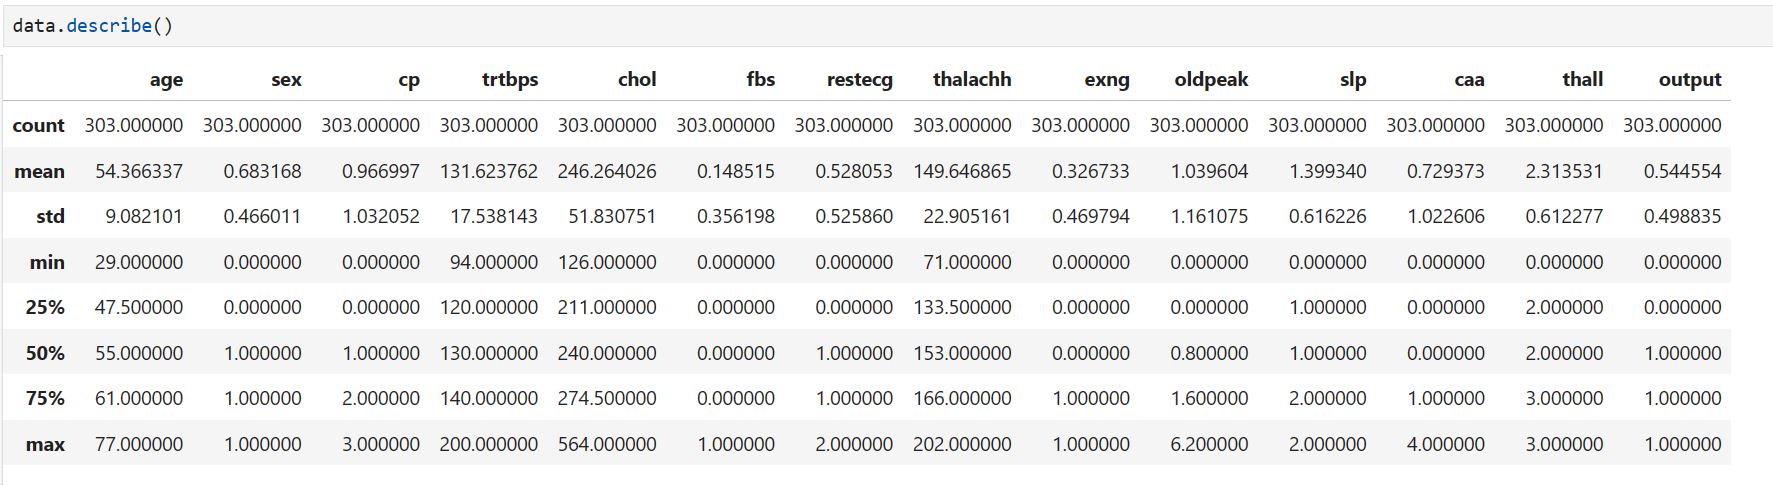 data.describe()
age sex cp trtbps chol fbs restecg thalachh exng oldpeak slp caa thall output
count 303.000000 303.000000 303.000000 303.000000 303.000000 303.000000 303.000000 303.000000 303.000000 303.000000 303.000000 303.000000 303.000000 303.000000
mean 54.366337 0.683168 0.966997 131.623762 246.264026 0.148515 0.528053 149.646865 0.326733 1.039604 1.399340 0.729373 2.313531 0.544554
std 9.082101 0.466011 1.032052 17.538143 51.830751 0.356198 0.525860 22.905161 0.469794 1.161075 0.616226 1.022606 0.612277 0.498835
min 29.000000 0.000000 0.000000 94.000000 126.000000 0.000000 0.000000 71.000000 0.000000 0.000000 0.000000 0.000000 0.000000 0.000000
25% 47.500000 0.000000 0.000000 120.000000 211.000000 0.000000 0.000000 133.500000 0.000000 0.000000 1.000000 0.000000 2.000000 0.000000
50% 55.000000 1.000000 1.000000 130.000000 240.000000 0.000000 1.000000 153.000000 0.000000 0.800000 1.000000 0.000000 2.000000 1.000000
75% 61.000000 1.000000 2.000000 140.000000 274.500000 0.000000 1.000000 166.000000 1.000000 1.600000 2.000000 1.000000 3.000000 1.000000
max 77.000000 1.000000 3.000000 200.000000 564.000000 1.000000 2.000000 202.000000 1.000000 6.200000 2.000000 4.000000 3.000000 1.000000